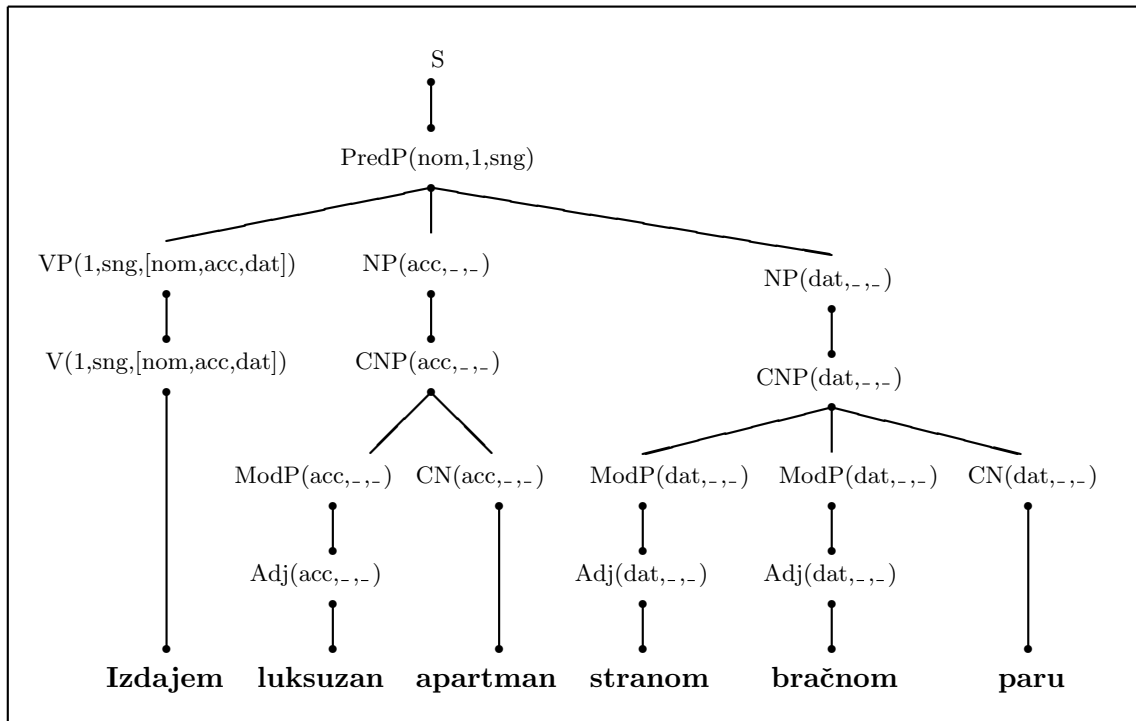 S
PredP(nom,1,sng)
VP(1,sng,[nom,acc,dat]) NP(acc,_,_) NP(dat,_,_)
V(1,sng,[nom,acc,dat]) CNP(acc,_,_) CNP(dat,_,_)
ModP(acc,_,_) CN(acc,_,_) ModP(dat,_,_) ModP(dat,_,_) CN(dat,_,_)
Adj(acc,_,_) Adj(dat,_,_) Adj(dat,_,_)
Izdajem luksuzan apartman stranom bračnom paru